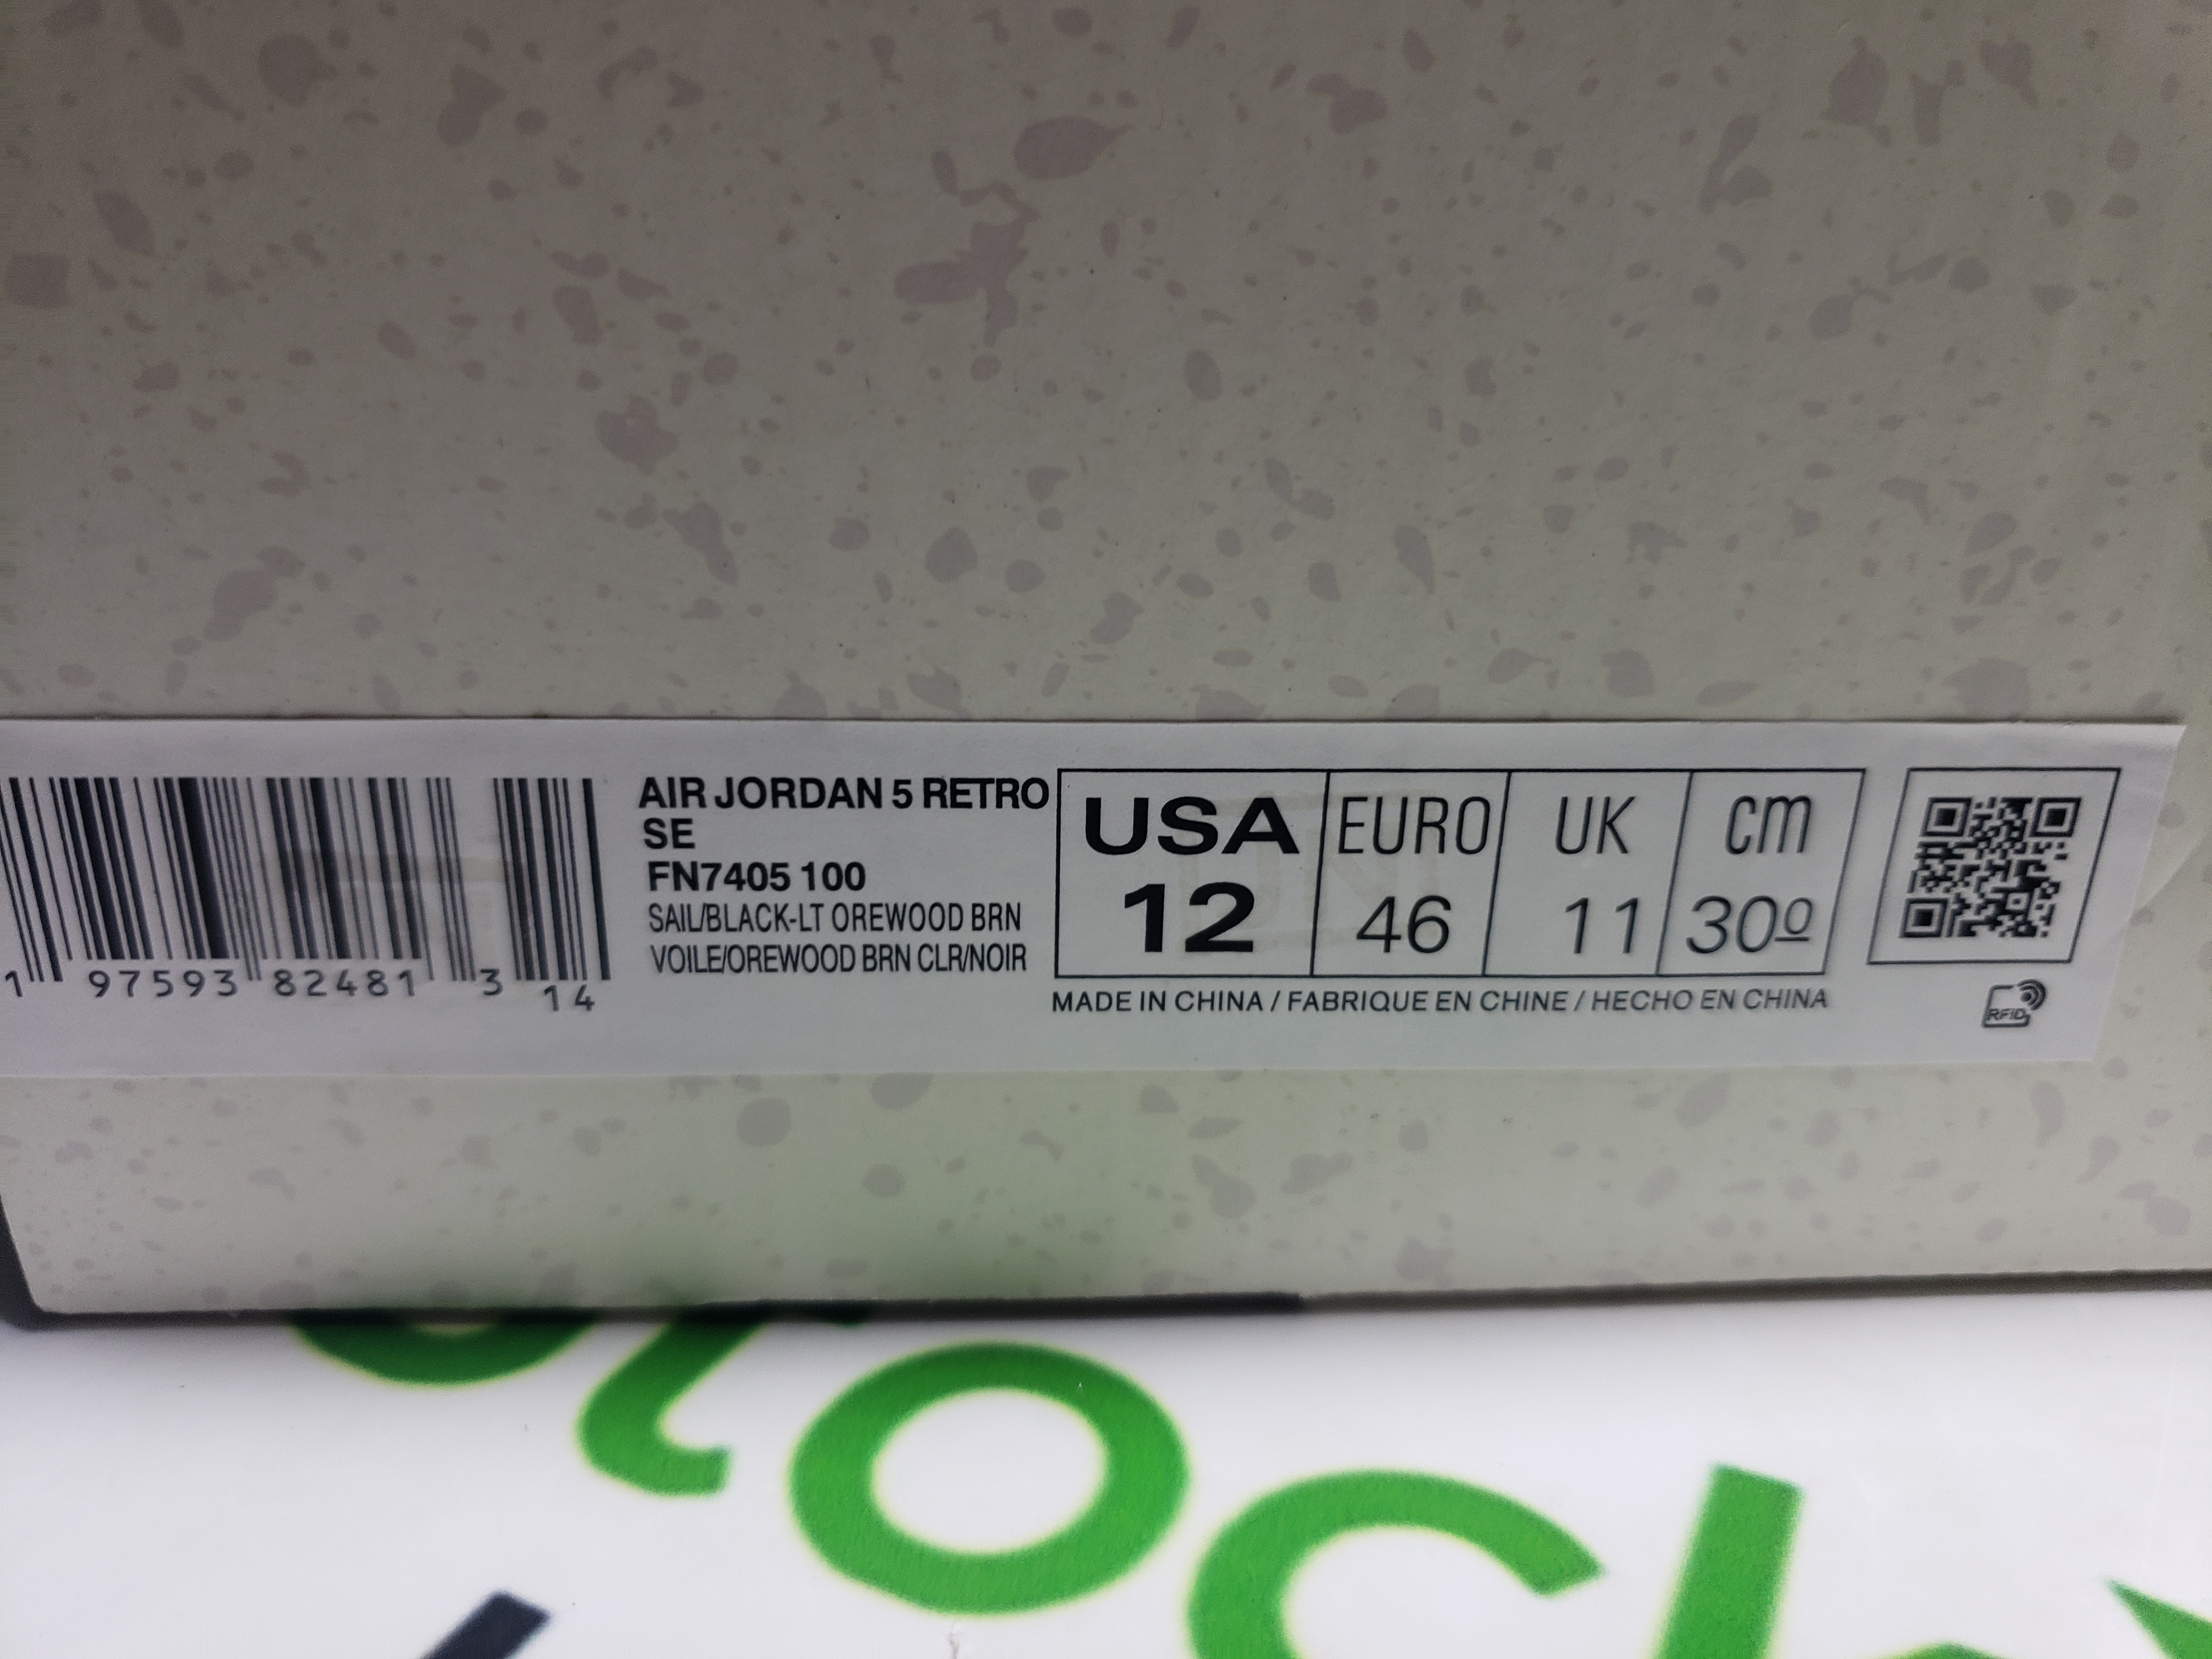 AIR JORDAN 5 RETRO
SE
FN7405 100
SAIL/BLACK-LT OREWOOD BRN
VOILE/OREWOOD BRN CLR/NOIR
1 97593 82481 3 14
USA EURO UK cm
12 46 11 30º
MADE IN CHINA / FABRIQUE EN CHINE / HECHO EN CHINA
RFID